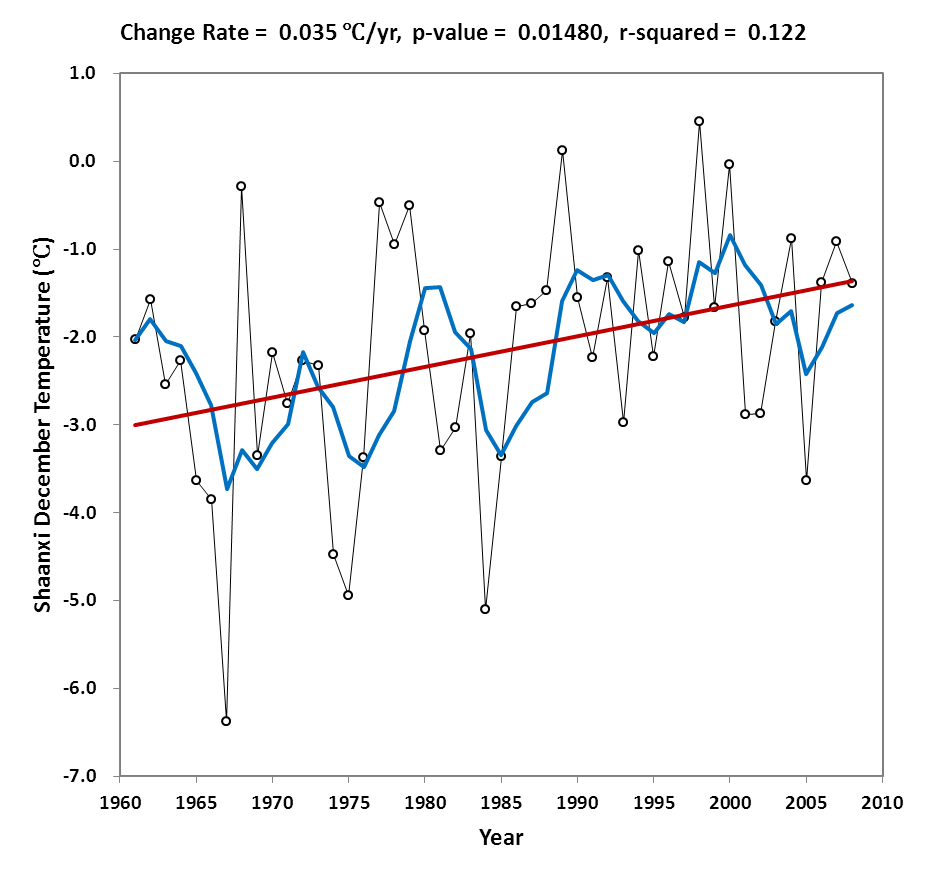 Change Rate = 0.035 ℃/yr, p-value = 0.01480, r-squared = 0.122
1.0
0.0
-1.0
-2.0
-3.0
-4.0
-5.0
-6.0
-7.0
Shaanxi December Temperature (℃)
1960 1965 1970 1975 1980 1985 1990 1995 2000 2005 2010
Year